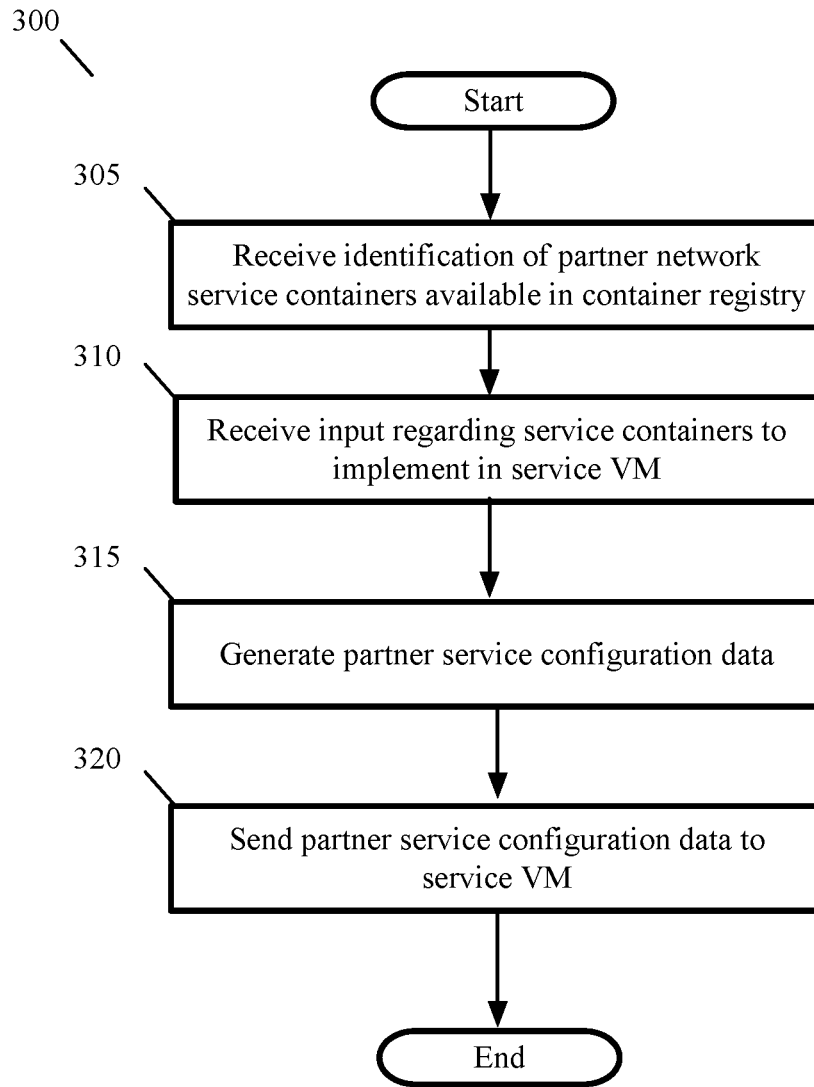 300
Start
305
Receive identification of partner network
service containers available in container registry
310
Receive input regarding service containers to
implement in service VM
315
Generate partner service configuration data
320
Send partner service configuration data to
service VM
End